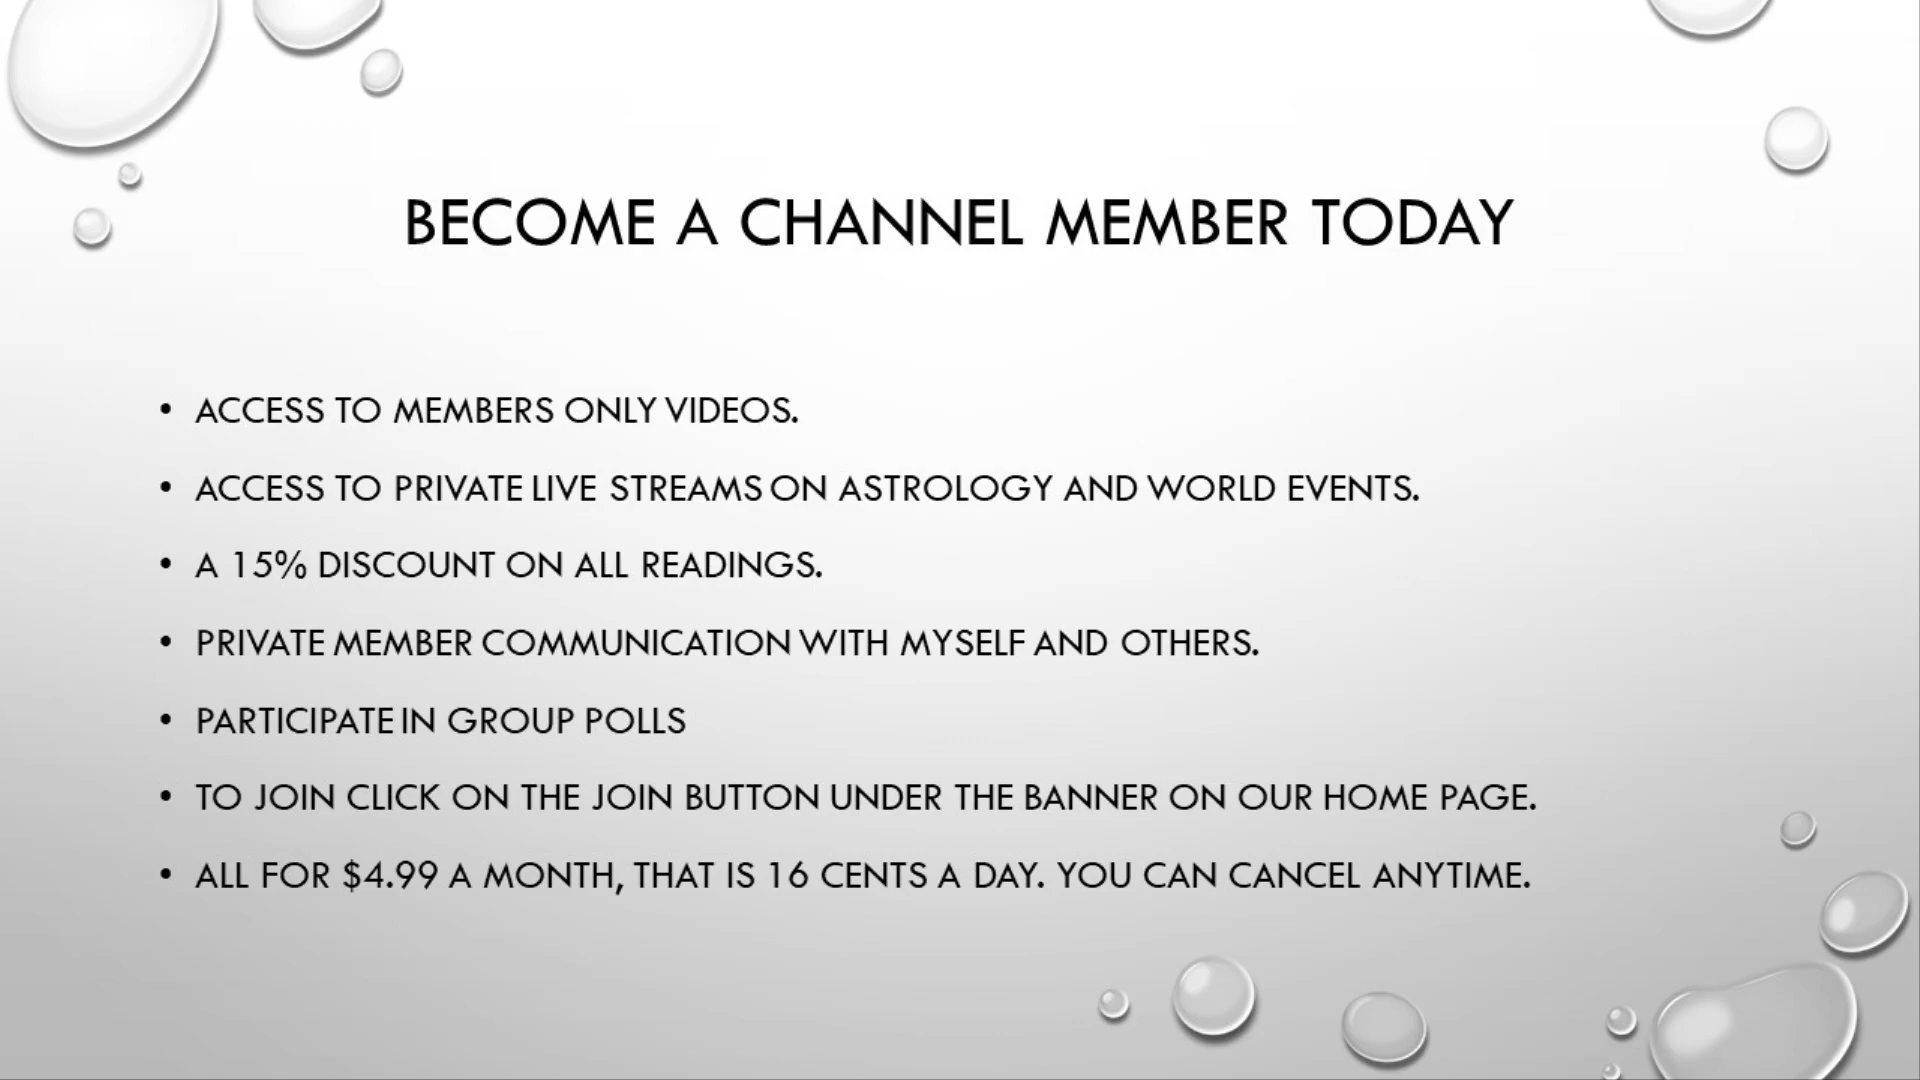 BECOME A CHANNEL MEMBER TODAY
• ACCESS TO MEMBERS ONLY VIDEOS.
• ACCESS TO PRIVATE LIVE STREAMS ON ASTROLOGY AND WORLD EVENTS.
• A 15% DISCOUNT ON ALL READINGS.
• PRIVATE MEMBER COMMUNICATION WITH MYSELF AND OTHERS.
• PARTICIPATE IN GROUP POLLS
• TO JOIN CLICK ON THE JOIN BUTTON UNDER THE BANNER ON OUR HOME PAGE.
• ALL FOR $4.99 A MONTH, THAT IS 16 CENTS A DAY. YOU CAN CANCEL ANYTIME.